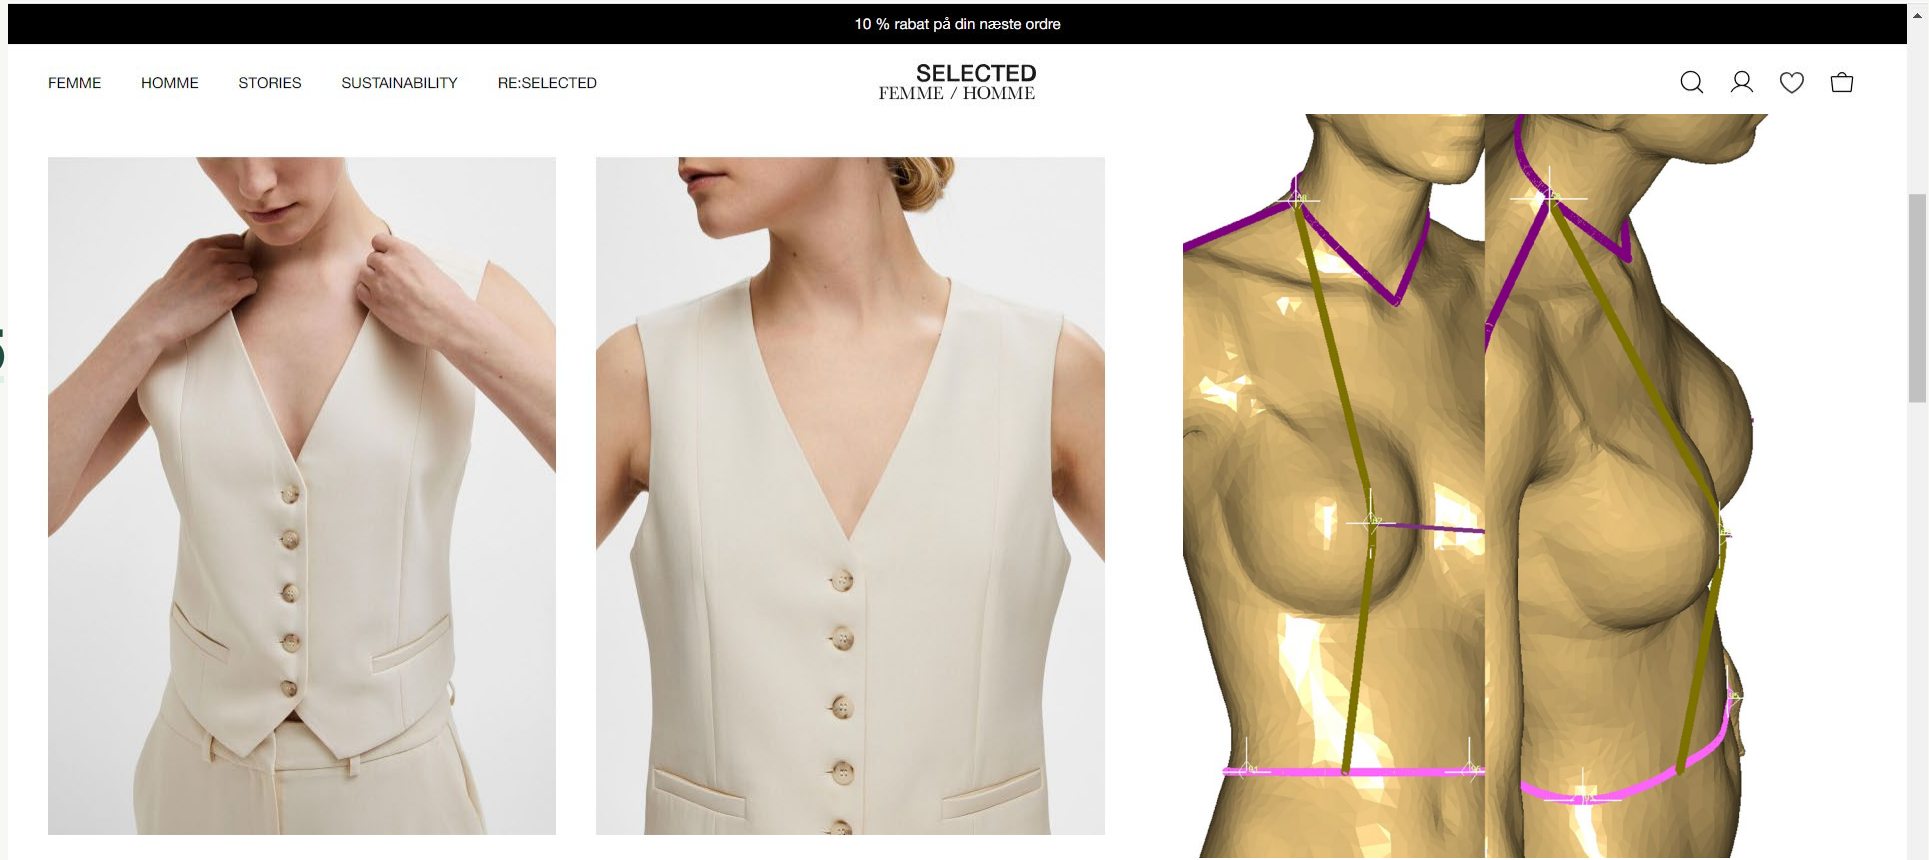 10 % rabat på din næste ordre
FEMME HOMME STORIES SUSTAINABILITY RE:SELECTED
SELECTED
FEMME / HOMME